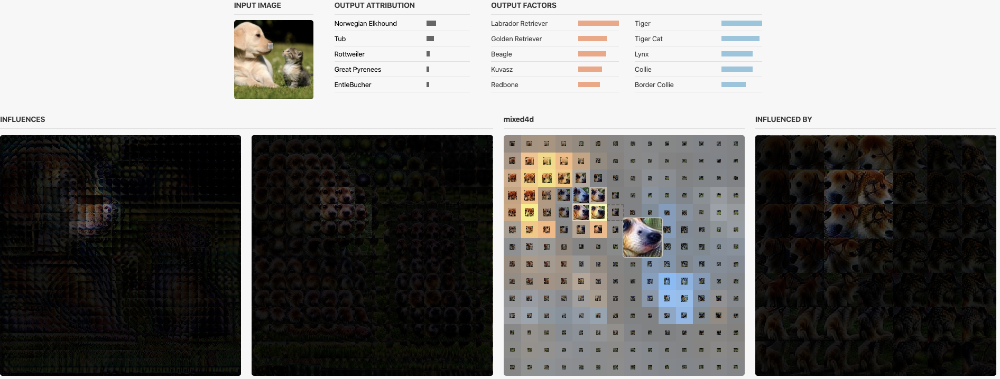 INPUT IMAGE
OUTPUT ATTRIBUTION
Norwegian Elkhound
Tub
Rottweiler
Great Pyrenees
EntleBucher
OUTPUT FACTORS
Labrador Retriever
Golden Retriever
Beagle
Kuvasz
Redbone
Tiger
Tiger Cat
Lynx
Collie
Border Collie
INFLUENCES
mixed4d
INFLUENCED BY